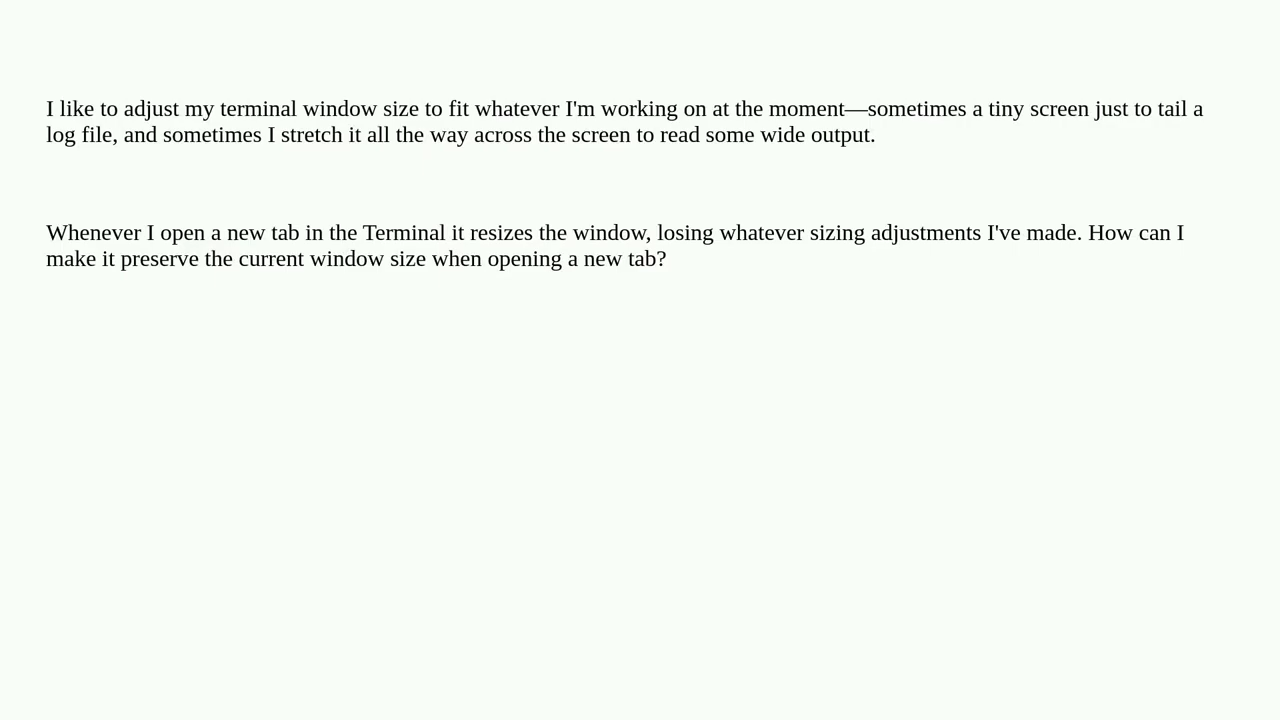 I like to adjust my terminal window size to fit whatever I'm working on at the moment—sometimes a tiny screen just to tail a
log file, and sometimes I stretch it all the way across the screen to read some wide output.
Whenever I open a new tab in the Terminal it resizes the window, losing whatever sizing adjustments I've made. How can I
make it preserve the current window size when opening a new tab?